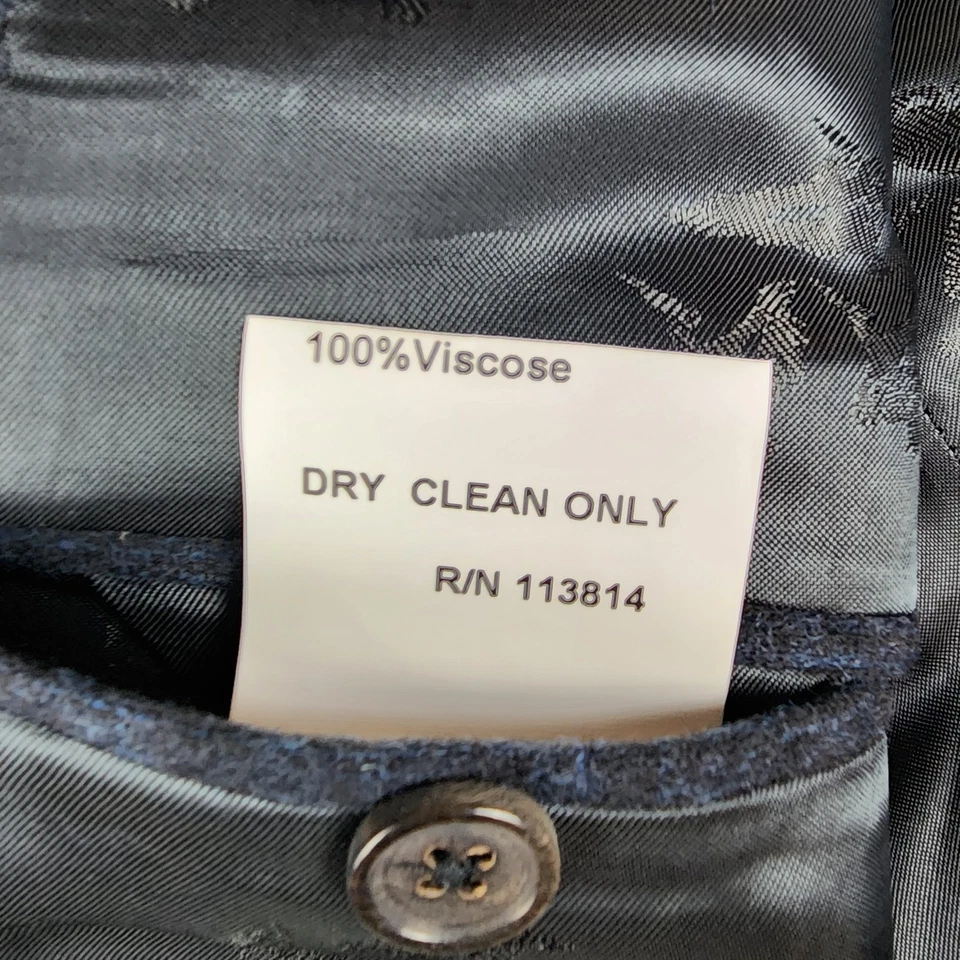 100%Viscose
DRY CLEAN ONLY
R/N 113814